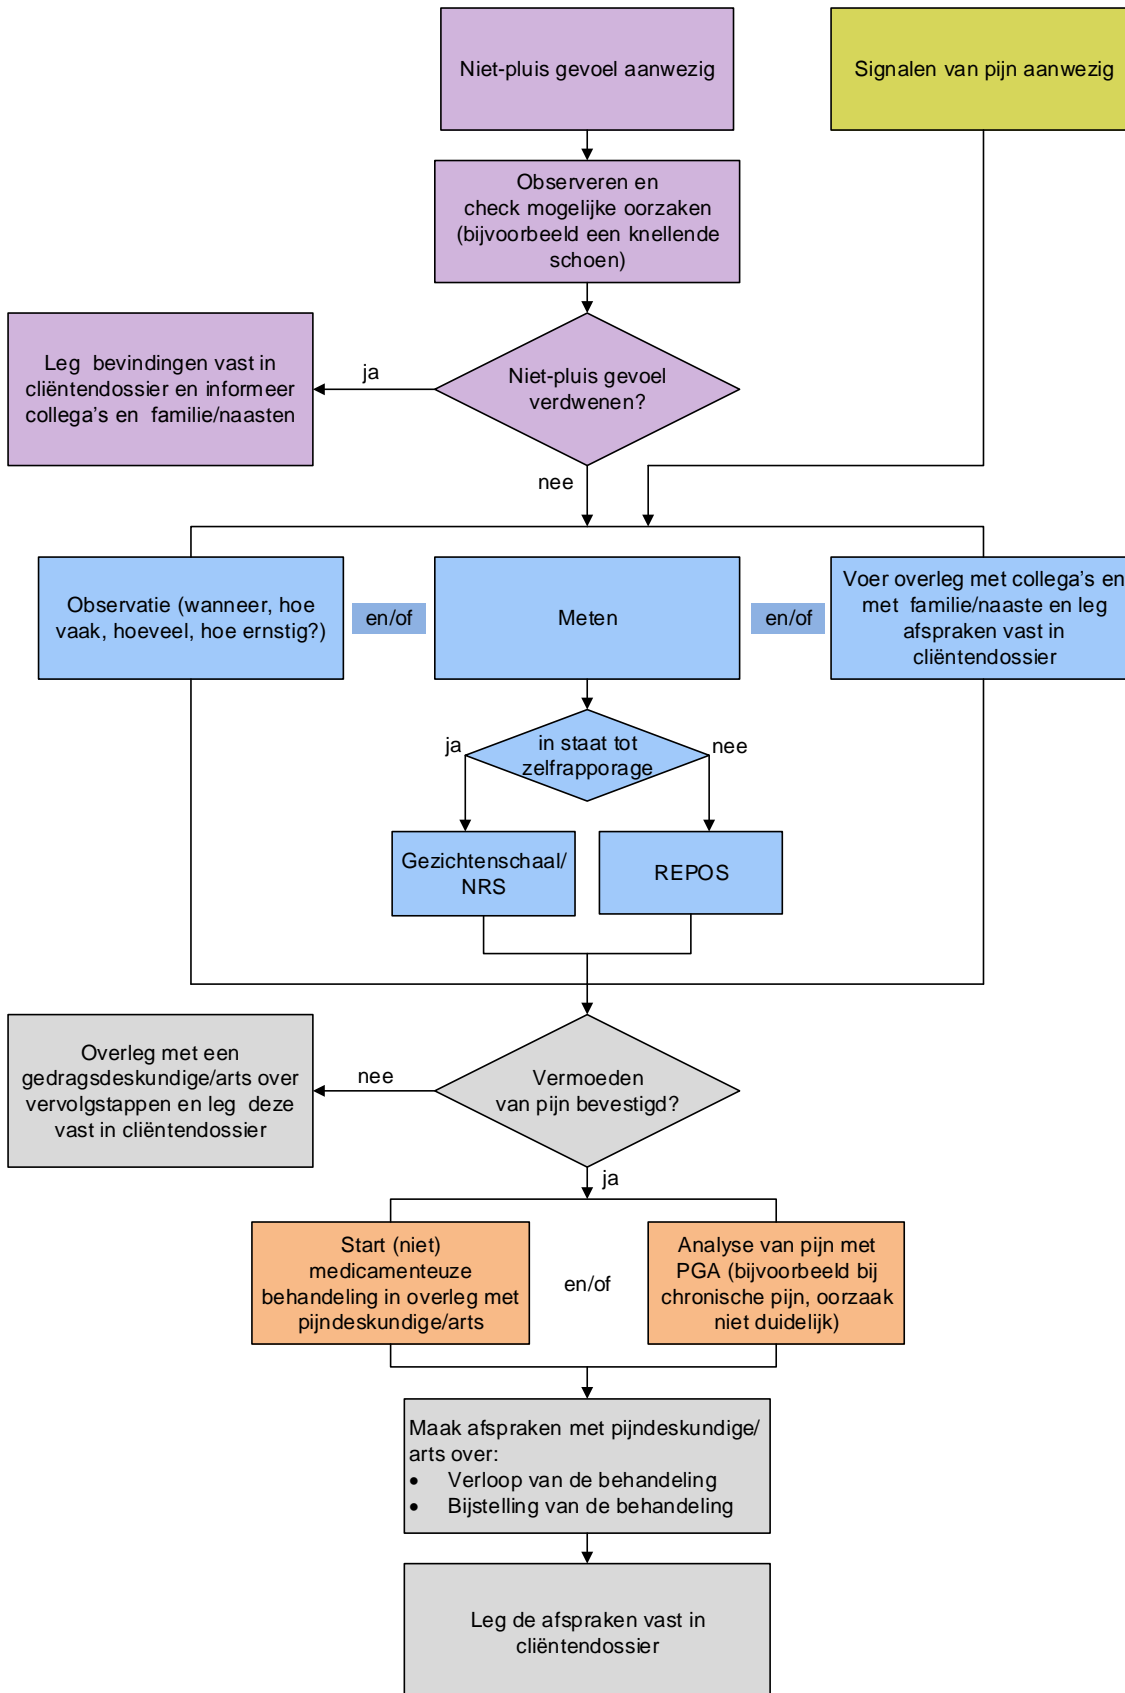 Niet-pluis gevoel aanwezig
Signalen van pijn aanwezig
Observeren en
check mogelijke oorzaken
(bijvoorbeeld een knellende
schoen)
Leg bevindingen vast in
cliëntendossier en informeer
collega's en familie/naasten
ja
Niet-pluis gevoel
verdwenen?
nee
Observatie (wanneer, hoe
vaak, hoeveel, hoe ernstig?)
en/of
Meten
en/of
Voer overleg met collega's en
met familie/naaste en leg
afspraken vast in
cliëntendossier
ja
in staat tot
zelfrapporage
nee
Gezichtenschaal/
NRS
REPOS
Overleg met een
gedragsdeskundige/arts over
vervolgstappen en leg deze
vast in cliëntendossier
nee
Vermoeden
van pijn bevestigd?
ja
Start (niet)
medicamenteuze
behandeling in overleg met
pijndeskundige/arts
en/of
Analyse van pijn met
PGA (bijvoorbeeld bij
chronische pijn, oorzaak
niet duidelijk)
Maak afspraken met pijndeskundige/
arts over:
• Verloop van de behandeling
• Bijstelling van de behandeling
Leg de afspraken vast in
cliëntendossier